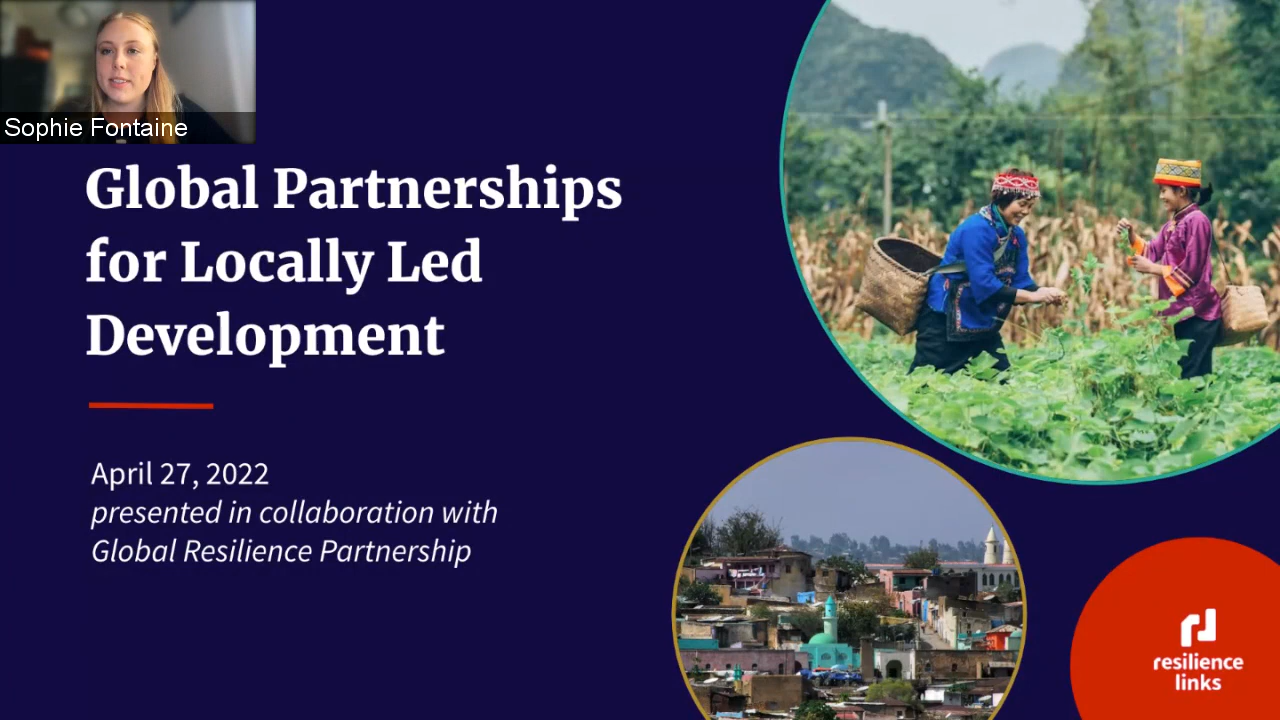 Sophie Fontaine
Global Partnerships
for Locally Led
Development
April 27, 2022
presented in collaboration with
Global Resilience Partnership
resilience
links